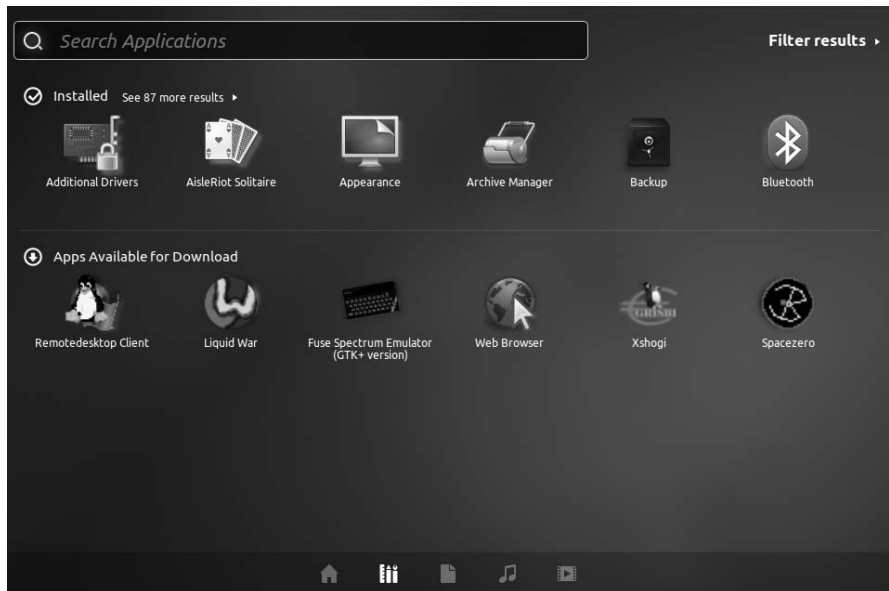 Search Applications
Filter results
Installed See 87 more results
Additional Drivers
AisleRiot Solitaire
Appearance
Archive Manager
Backup
Bluetooth
Apps Available for Download
GRISBI
Remotedesktop Client
Liquid War
Fuse Spectrum Emulator
(GTK+ version)
Web Browser
Xshogi
Spacezero